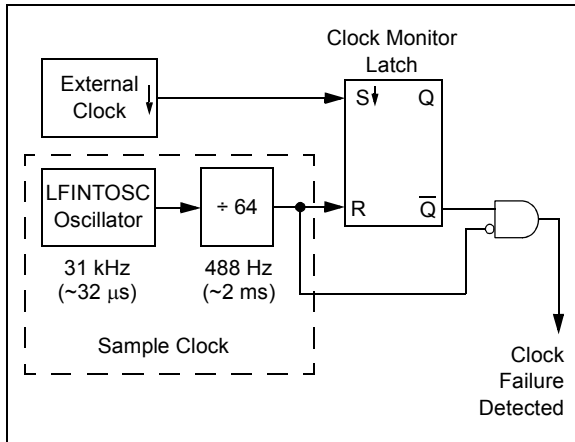 Clock Monitor
Latch
External
Clock
S
Q
LFINTOSC
Oscillator
÷ 64
R
Q̅
31 kHz
(~32 μs)
488 Hz
(~2 ms)
Sample Clock
Clock
Failure
Detected